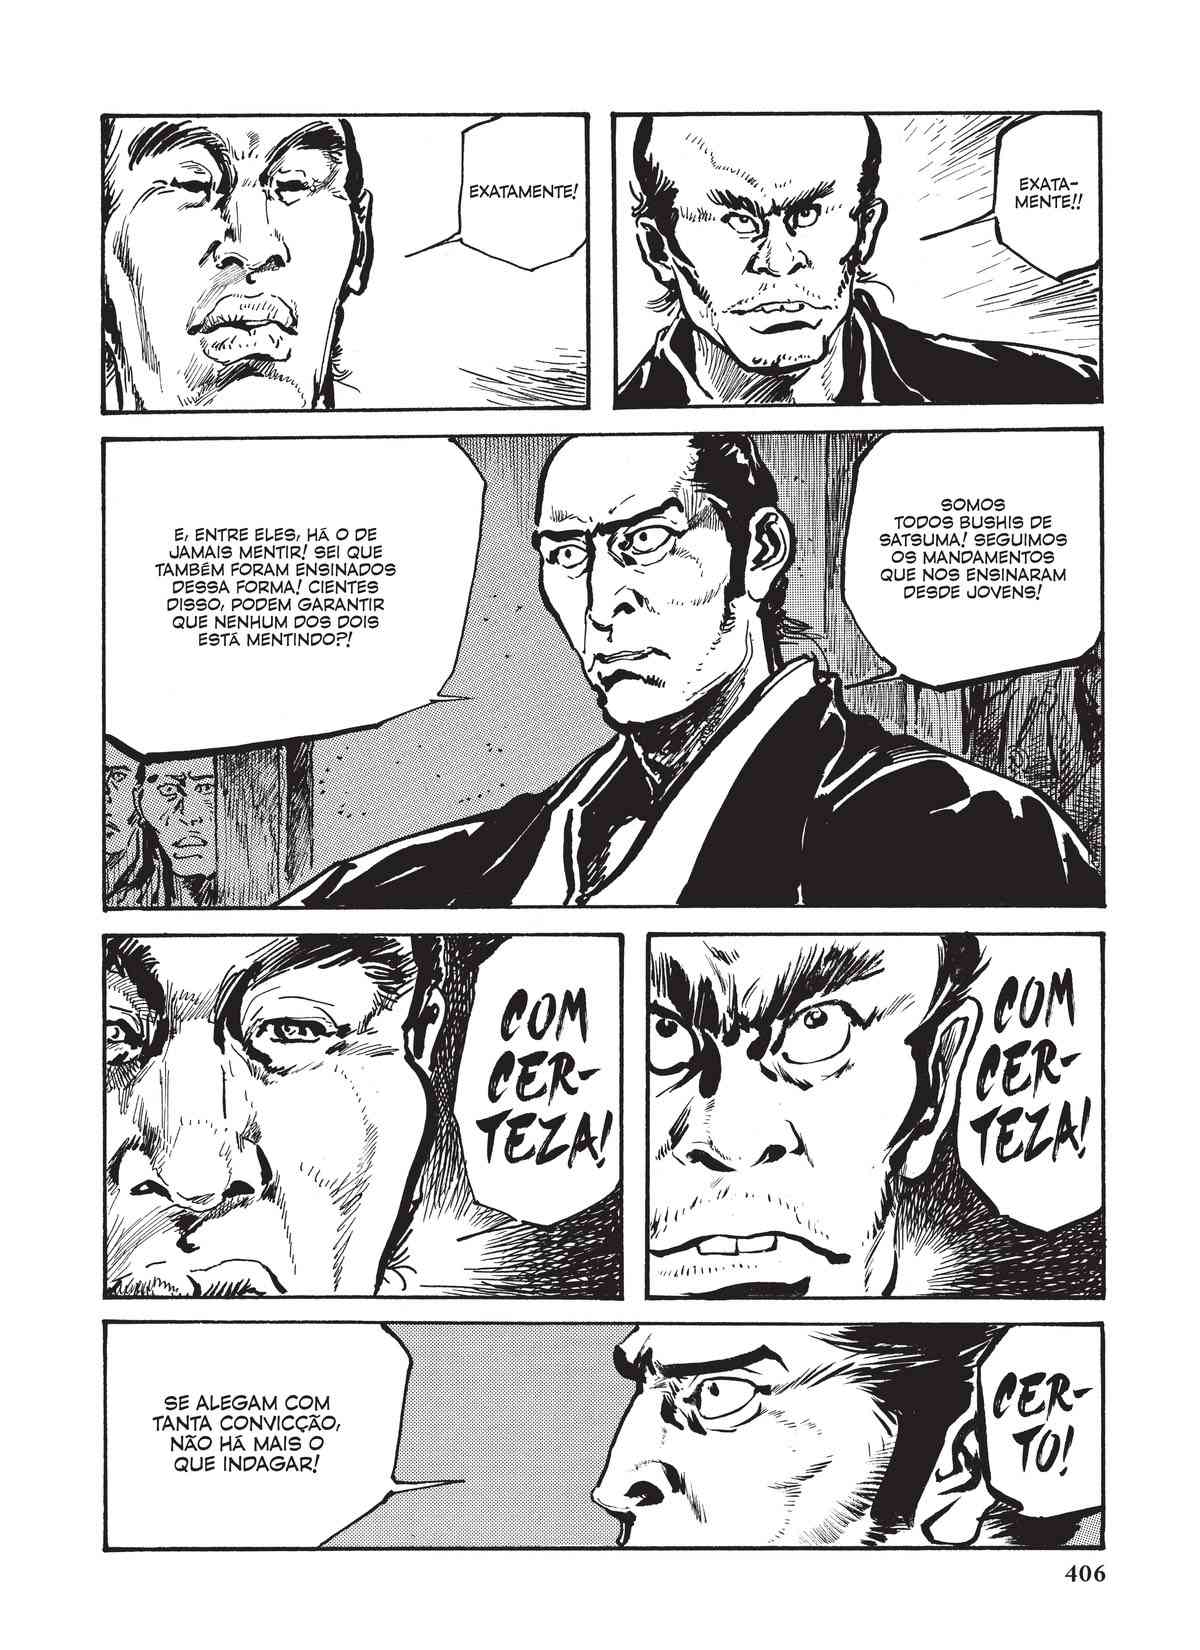 EXATA-
MENTE!!
EXATAMENTE!
SOMOS
TODOS BUSHIS DE
SATSUMA! SEGUIMOS
OS MANDAMENTOS
QUE NOS ENSINARAM
DESDE JOVENS!
E, ENTRE ELES, HÁ O DE
JAMAIS MENTIR! SEI QUE
TAMBÉM FORAM ENSINADOS
DESSA FORMA! CIENTES
DISSO, PODEM GARANTIR
QUE NENHUM DOS DOIS
ESTÁ MENTINDO?!
COM
CER-
TEZA!
COM
CER-
TEZA!
CER-
TO!
SE ALEGAM COM
TANTA CONVICÇÃO,
NÃO HÁ MAIS O
QUE INDAGAR!
406